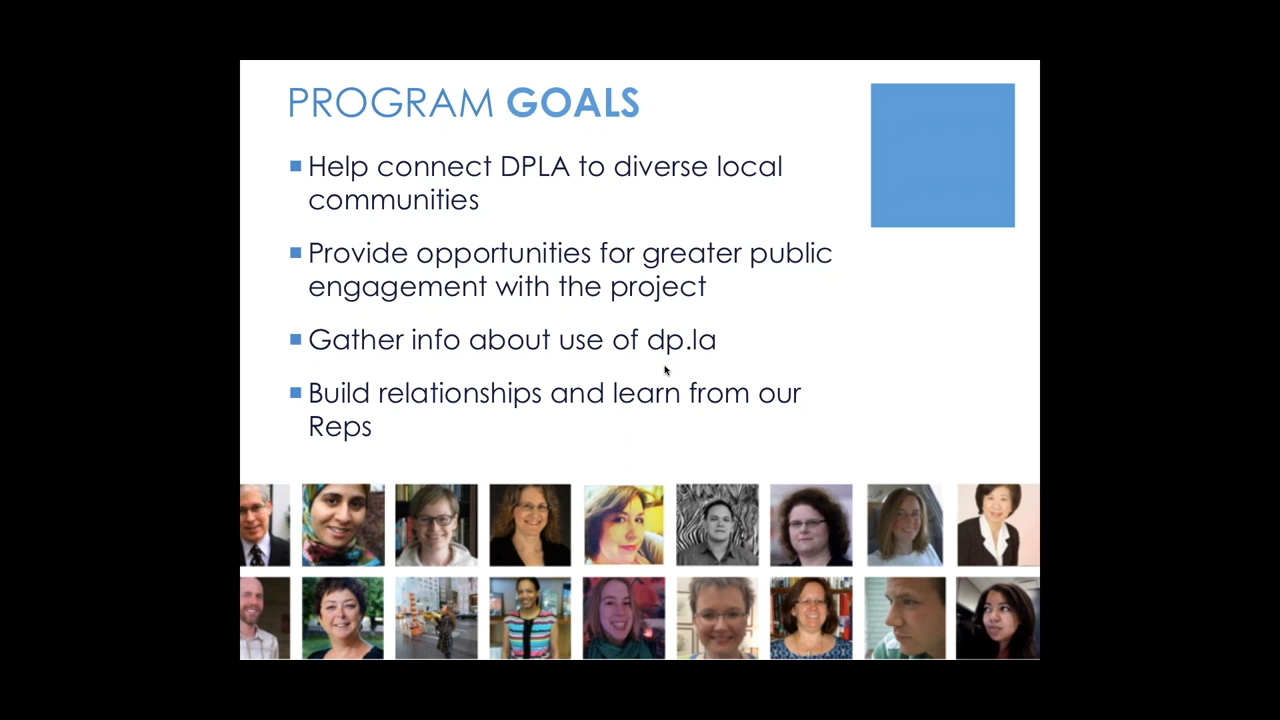 PROGRAM GOALS
Help connect DPLA to diverse local
communities
Provide opportunities for greater public
engagement with the project
Gather info about use of dp.la
Build relationships and learn from our
Reps